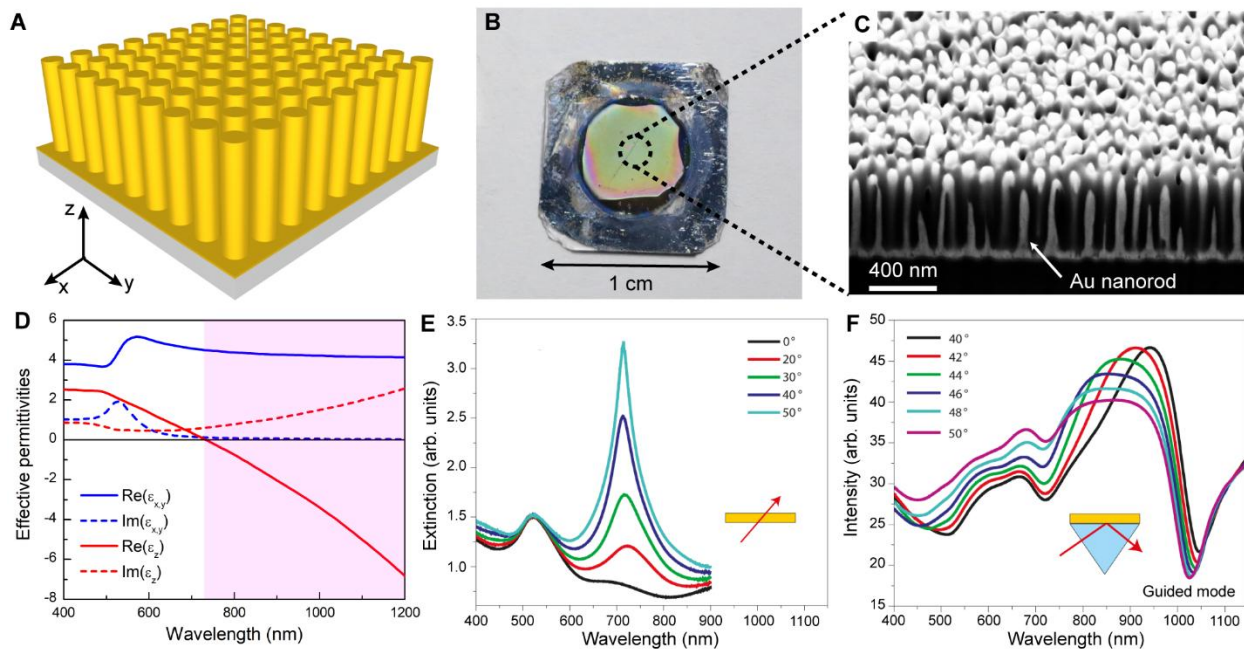 A
z
x
y
B
1 cm
C
400 nm
Au nanorod
D
Effective permittivities
6
4
2
0
-2
-4
-6
-8
Re(εx,y)
Im(εx,y)
Re(εz)
Im(εz)
400 600 800 1000 1200
Wavelength (nm)
E
Extinction (arb. units)
3.5
3.0
2.5
2.0
1.5
1.0
0°
20°
30°
40°
50°
400 500 600 700 800 900 1000 1100
Wavelength (nm)
F
Intensity (arb. units)
50
45
40
35
30
25
20
15
40°
42°
44°
46°
48°
50°
Guided mode
400 500 600 700 800 900 1000 1100
Wavelength (nm)